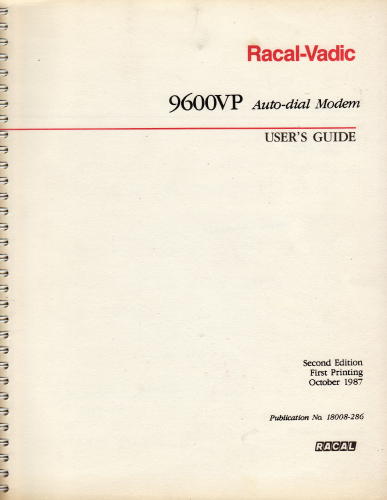 Racal-Vadic
9600VP Auto-dial Modem
USER'S GUIDE
Second Edition
First Printing
October 1987
Publication No. 18008-286
RACAL